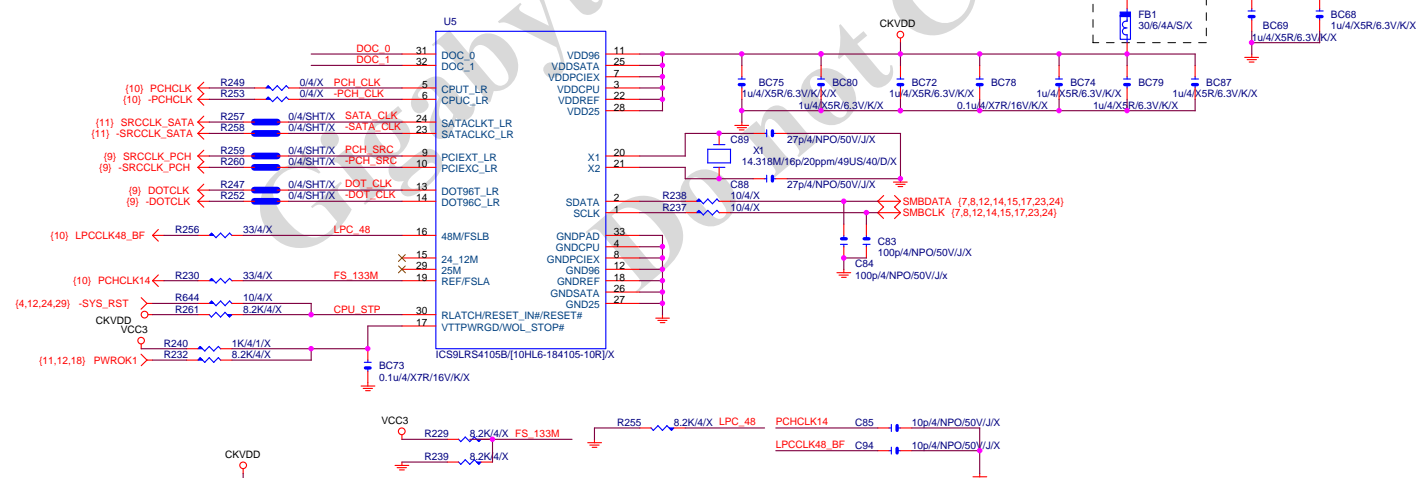 U5
CKVDD
FB1
30/6/4A/S/X
BC69
1u/4/X5R/6.3V/K/X
BC68
1u/4/X5R/6.3V/K/X
DOC_0 31 DOC_0
DOC_1 32 DOC_1
{10} PCHCLK R249 0/4/X PCH_CLK 5 CPUT_LR
{10} -PCHCLK R253 0/4/X -PCH_CLK 6 CPUC_LR
{11} SRCCLK_SATA R257 0/4/SHT/X SATA_CLK 24 SATACLKT_LR
{11} -SRCCLK_SATA R258 0/4/SHT/X -SATA_CLK 23 SATACLKC_LR
{9} SRCCLK_PCH R259 0/4/SHT/X PCH_SRC 9 PCIEXT_LR
{9} -SRCCLK_PCH R260 0/4/SHT/X -PCH_SRC 10 PCIEXC_LR
{9} DOTCLK R247 0/4/SHT/X DOT_CLK 13 DOT96T_LR
{9} -DOTCLK R252 0/4/SHT/X -DOT_CLK 14 DOT96C_LR
{10} LPCCLK48_BF R256 33/4/X LPC_48 16 48M/FSLB
15 24_12M
29 25M
{10} PCHCLK14 R230 33/4/X FS_133M 19 REF/FSLA
{4,12,24,29} -SYS_RST R644 10/4/X
CKVDD R261 8.2K/4/X CPU_STP 30 RLATCH/RESET_IN#/RESET#
17 VTTPWRGD/WOL_STOP#
VCC3
R240 1K/4/1/X
{11,12,18} PWROK1 R232 8.2K/4/X
BC73
0.1u/4/X7R/16V/K/X
ICS9LRS4105B/[10HL6-184105-10R]/X
VDD96 11
VDDSATA 25
VDDPCIEX 7
VDDCPU 3
VDDREF 22
VDD25 28
X1 20
X2 21
SDATA 2
SCLK 1
GNDPAD 33
GNDCPU 4
GNDPCIEX 8
GND96 12
GNDREF 18
GNDSATA 26
GND25 27
BC75
1u/4/X5R/6.3V/K/X
BC80
1u/4/X5R/6.3V/K/X
BC72
1u/4/X5R/6.3V/K/X
BC78
0.1u/4/X7R/16V/K/X
BC74
1u/4/X5R/6.3V/K/X
BC79
1u/4/X5R/6.3V/K/X
BC87
1u/4/X5R/6.3V/K/X
C89 27p/4/NPO/50V/J/X
X1
14.318M/16p/20ppm/49US/40/D/X
C88 27p/4/NPO/50V/J/X
R238 10/4/X SMBDATA {7,8,12,14,15,17,23,24}
R237 10/4/X SMBCLK {7,8,12,14,15,17,23,24}
C83
100p/4/NPO/50V/J/X
C84
100p/4/NPO/50V/J/x
VCC3
R229 8.2K/4/X FS_133M
R239 8.2K/4/X
R255 8.2K/4/X LPC_48
PCHCLK14 C85 10p/4/NPO/50V/J/X
LPCCLK48_BF C94 10p/4/NPO/50V/J/X
CKVDD
Gigabyte
Do not C